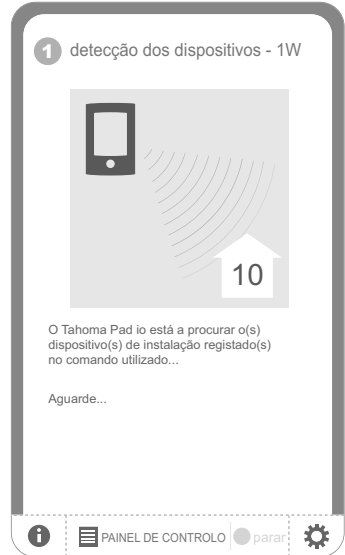 1 detecção dos dispositivos - 1W
10
O Tahoma Pad io está a procurar o(s)
dispositivo(s) de instalação registado(s)
no comando utilizado...
Aguarde...
i PAINEL DE CONTROLO parar